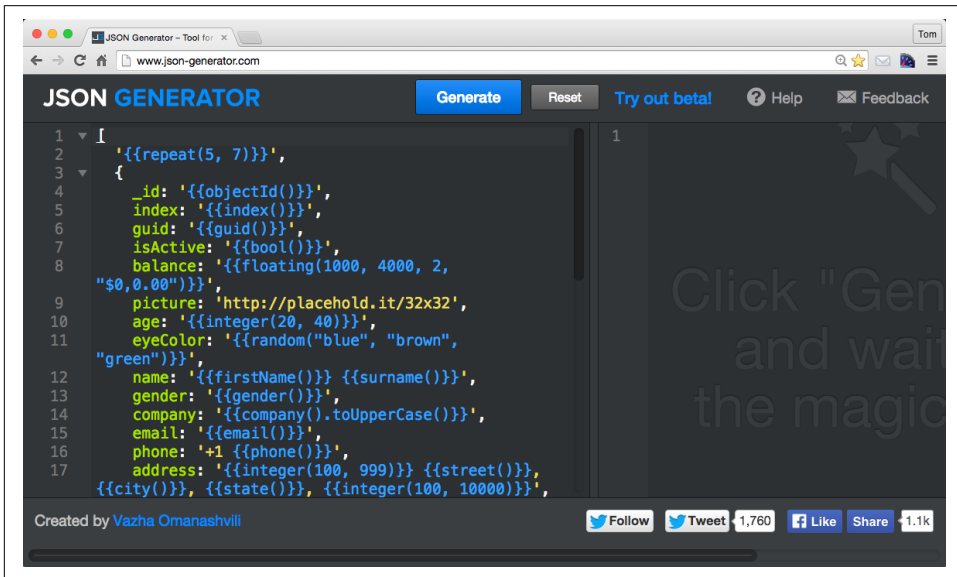 JSON Generator – Tool for
Tom
www.json-generator.com
JSON GENERATOR Generate Reset Try out beta! ? Help Feedback
1 [
2 '{{repeat(5, 7)}}',
3 {
4 _id: '{{objectId()}}',
5 index: '{{index()}}',
6 guid: '{{guid()}}',
7 isActive: '{{bool()}}',
8 balance: '{{floating(1000, 4000, 2,
"$0,0.00")}}',
9 picture: 'http://placehold.it/32x32',
10 age: '{{integer(20, 40)}}',
11 eyeColor: '{{random("blue", "brown",
"green")}}',
12 name: '{{firstName()}} {{surname()}}',
13 gender: '{{gender()}}',
14 company: '{{company().toUpperCase()}}',
15 email: '{{email()}}',
16 phone: '+1 {{phone()}}',
17 address: '{{integer(100, 999)}} {{street()}},
{{city()}}, {{state()}}, {{integer(100, 10000)}}',
1
Click "Gen
and wait
the magic
Created by Vazha Omanashvili Follow Tweet 1,760 Like Share 1.1k